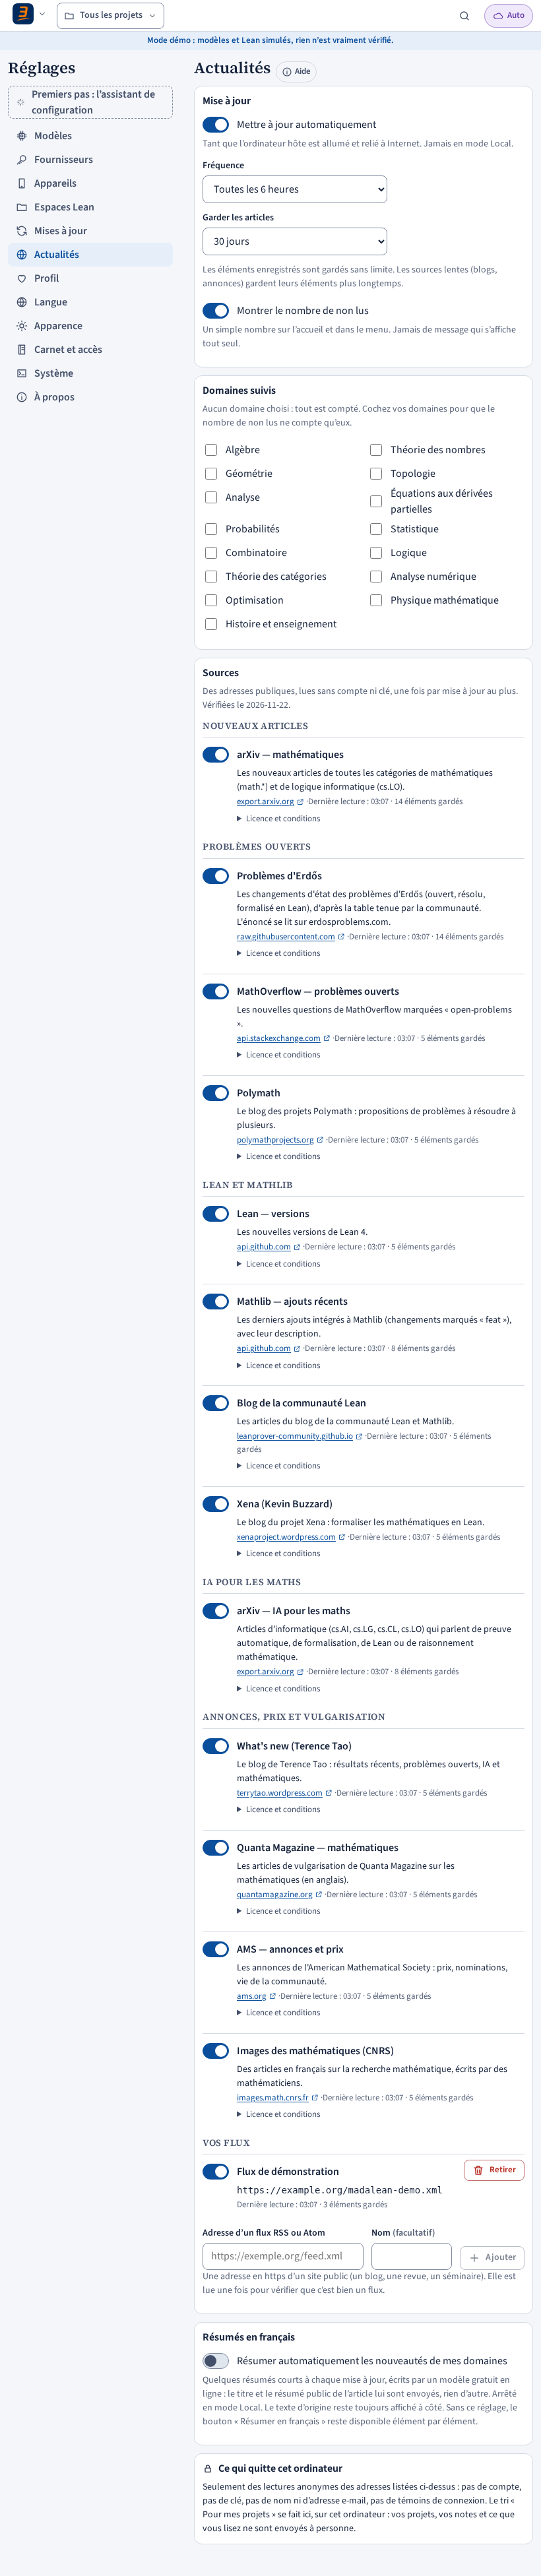 Tous les projets
Auto
Mode démo : modèles et Lean simulés, rien n'est vraiment vérifié.
Réglages
Premiers pas : l'assistant de
configuration
Modèles
Fournisseurs
Appareils
Espaces Lean
Mises à jour
Actualités
Profil
Langue
Apparence
Carnet et accès
Système
À propos
Actualités
Aide
Mise à jour
Mettre à jour automatiquement
Tant que l'ordinateur hôte est allumé et relié à Internet. Jamais en mode Local.
Fréquence
Toutes les 6 heures
Garder les articles
30 jours
Les éléments enregistrés sont gardés sans limite. Les sources lentes (blogs,
annonces) gardent leurs éléments plus longtemps.
Montrer le nombre de non lus
Un simple nombre sur l'accueil et dans le menu. Jamais de message qui s'affiche
tout seul.
Domaines suivis
Aucun domaine choisi : tout est compté. Cochez vos domaines pour que le
nombre de non lus ne compte qu'eux.
Algèbre
Théorie des nombres
Géométrie
Topologie
Analyse
Équations aux dérivées
partielles
Probabilités
Statistique
Combinatoire
Logique
Théorie des catégories
Analyse numérique
Optimisation
Physique mathématique
Histoire et enseignement
Sources
Des adresses publiques, lues sans compte ni clé, une fois par mise à jour au plus.
Vérifiées le 2026-11-22.
NOUVEAUX ARTICLES
arXiv — mathématiques
Les nouveaux articles de toutes les catégories de mathématiques
(math.*) et de logique informatique (cs.LO).
export.arxiv.org · Dernière lecture : 03:07 · 14 éléments gardés
Licence et conditions
PROBLÈMES OUVERTS
Problèmes d'Erdős
Les changements d'état des problèmes d'Erdős (ouvert, résolu,
formalisé en Lean), d'après la table tenue par la communauté.
L'énoncé se lit sur erdosproblems.com.
raw.githubusercontent.com · Dernière lecture : 03:07 · 14 éléments gardés
Licence et conditions
MathOverflow — problèmes ouverts
Les nouvelles questions de MathOverflow marquées « open-problems
».
api.stackexchange.com · Dernière lecture : 03:07 · 5 éléments gardés
Licence et conditions
Polymath
Le blog des projets Polymath : propositions de problèmes à résoudre à
plusieurs.
polymathprojects.org · Dernière lecture : 03:07 · 5 éléments gardés
Licence et conditions
LEAN ET MATHLIB
Lean — versions
Les nouvelles versions de Lean 4.
api.github.com · Dernière lecture : 03:07 · 5 éléments gardés
Licence et conditions
Mathlib — ajouts récents
Les derniers ajouts intégrés à Mathlib (changements marqués « feat »),
avec leur description.
api.github.com · Dernière lecture : 03:07 · 8 éléments gardés
Licence et conditions
Blog de la communauté Lean
Les articles du blog de la communauté Lean et Mathlib.
leanprover-community.github.io · Dernière lecture : 03:07 · 5 éléments
gardés
Licence et conditions
Xena (Kevin Buzzard)
Le blog du projet Xena : formaliser les mathématiques en Lean.
xenaproject.wordpress.com · Dernière lecture : 03:07 · 5 éléments gardés
Licence et conditions
IA POUR LES MATHS
arXiv — IA pour les maths
Articles d'informatique (cs.AI, cs.LG, cs.CL, cs.LO) qui parlent de preuve
automatique, de formalisation, de Lean ou de raisonnement
mathématique.
export.arxiv.org · Dernière lecture : 03:07 · 8 éléments gardés
Licence et conditions
ANNONCES, PRIX ET VULGARISATION
What's new (Terence Tao)
Le blog de Terence Tao : résultats récents, problèmes ouverts, IA et
mathématiques.
terrytao.wordpress.com · Dernière lecture : 03:07 · 5 éléments gardés
Licence et conditions
Quanta Magazine — mathématiques
Les articles de vulgarisation de Quanta Magazine sur les
mathématiques (en anglais).
quantamagazine.org · Dernière lecture : 03:07 · 5 éléments gardés
Licence et conditions
AMS — annonces et prix
Les annonces de l'American Mathematical Society : prix, nominations,
vie de la communauté.
ams.org · Dernière lecture : 03:07 · 5 éléments gardés
Licence et conditions
Images des mathématiques (CNRS)
Des articles en français sur la recherche mathématique, écrits par des
mathématiciens.
images.math.cnrs.fr · Dernière lecture : 03:07 · 5 éléments gardés
Licence et conditions
VOS FLUX
Flux de démonstration
Retirer
https://example.org/madalean-demo.xml
Dernière lecture : 03:07 · 3 éléments gardés
Adresse d'un flux RSS ou Atom
Nom (facultatif)
https://exemple.org/feed.xml
Ajouter
Une adresse en https d'un site public (un blog, une revue, un séminaire). Elle est
lue une fois pour vérifier que c'est bien un flux.
Résumés en français
Résumer automatiquement les nouveautés de mes domaines
Quelques résumés courts à chaque mise à jour, écrits par un modèle gratuit en
ligne : le titre et le résumé public de l'article lui sont envoyés, rien d'autre. Arrêté
en mode Local. Le texte d'origine reste toujours affiché à côté. Sans ce réglage, le
bouton « Résumer en français » reste disponible élément par élément.
Ce qui quitte cet ordinateur
Seulement des lectures anonymes des adresses listées ci-dessus : pas de compte,
pas de clé, pas de nom ni d'adresse e-mail, pas de témoins de connexion. Le tri «
Pour mes projets » se fait ici, sur cet ordinateur : vos projets, vos notes et ce que
vous lisez ne sont envoyés à personne.